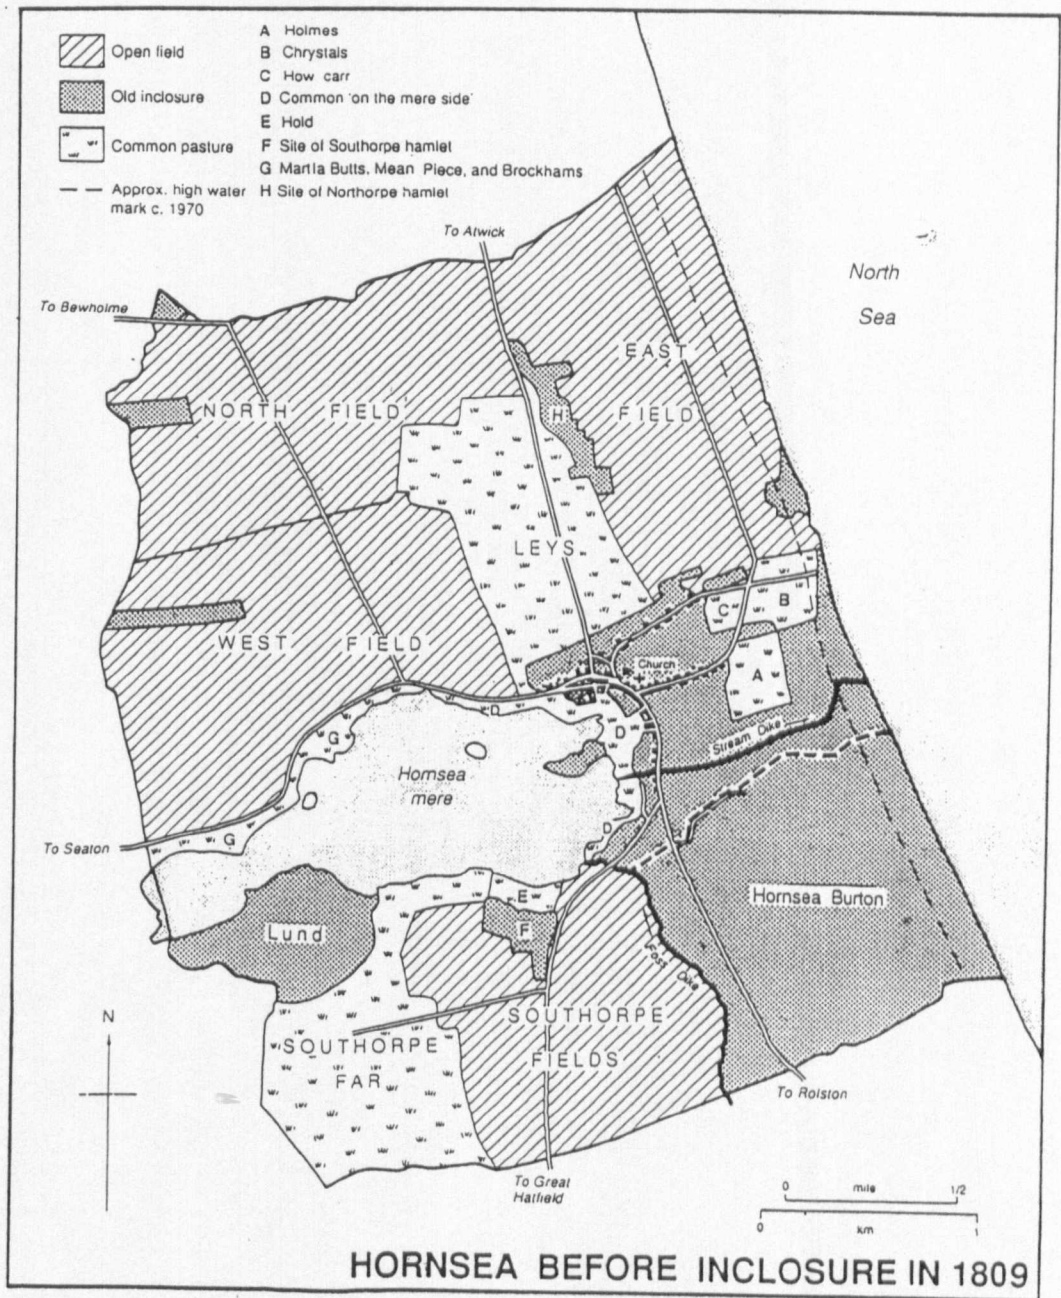 Open field
Old inclosure
Common pasture
Approx. high water
mark c. 1970
A Holmes
B Chrystals
C How carr
D Common 'on the mere side'
E Hold
F Site of Southorpe hamlet
G Martla Butts, Mean Piece, and Brockhams
H Site of Northorpe hamlet
To Atwick
To Bewholme
North
Sea
EAST
FIELD
NORTH FIELD
H
LEYS
C
B
WEST FIELD
Church
A
D
D
G
Stream Dike
Hornsea
mere
G
To Seaton
D
E
Hornsea Burton
Lund
F
Foss Dike
N
SOUTHORPE
FIELDS
SOUTHORPE
FAR
To Rolston
To Great
Hatfield
0 mile 1/2
0 km 1
HORNSEA BEFORE INCLOSURE IN 1809